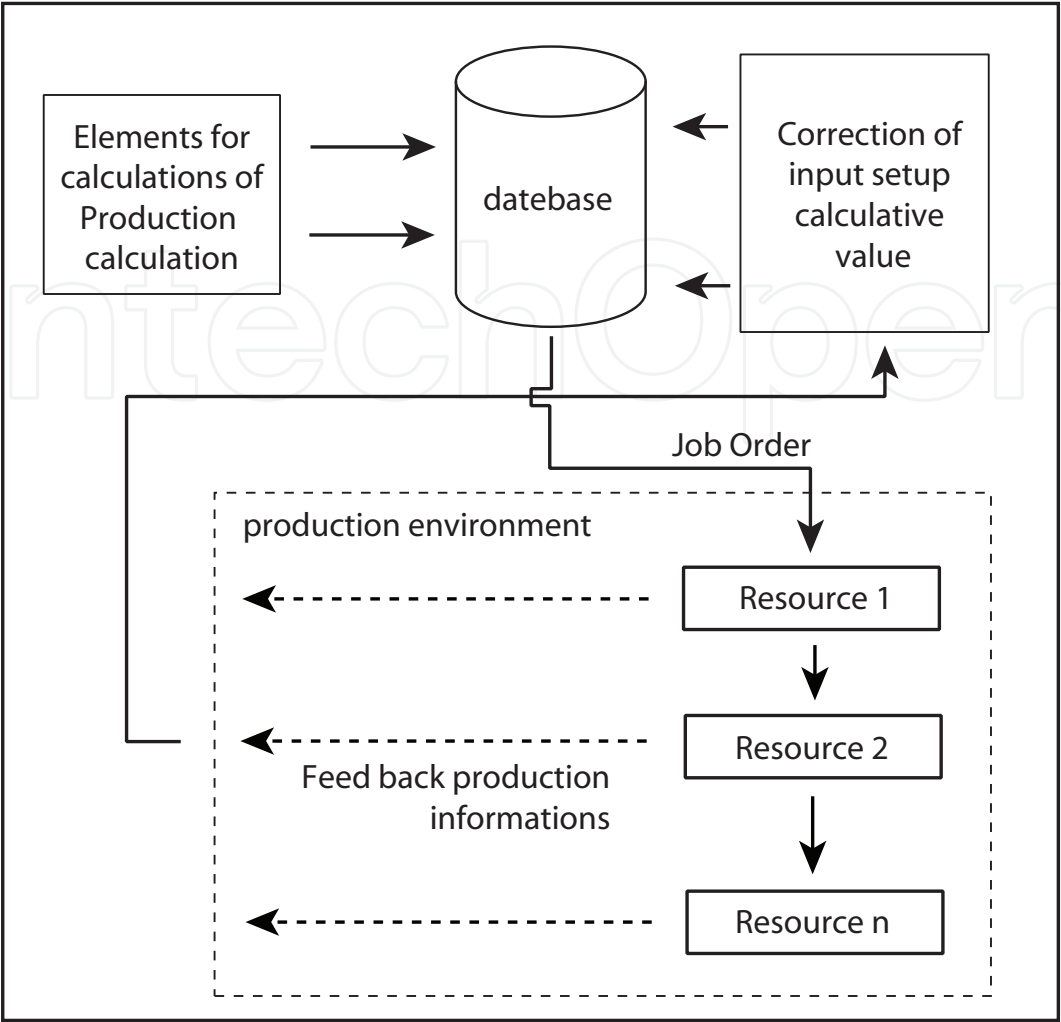 Elements for
calculations of
Production
calculation
datebase
Correction of
input setup
calculative
value
ntechOpen
Job Order
production environment
Resource 1
Resource 2
Feed back production
informations
Resource n